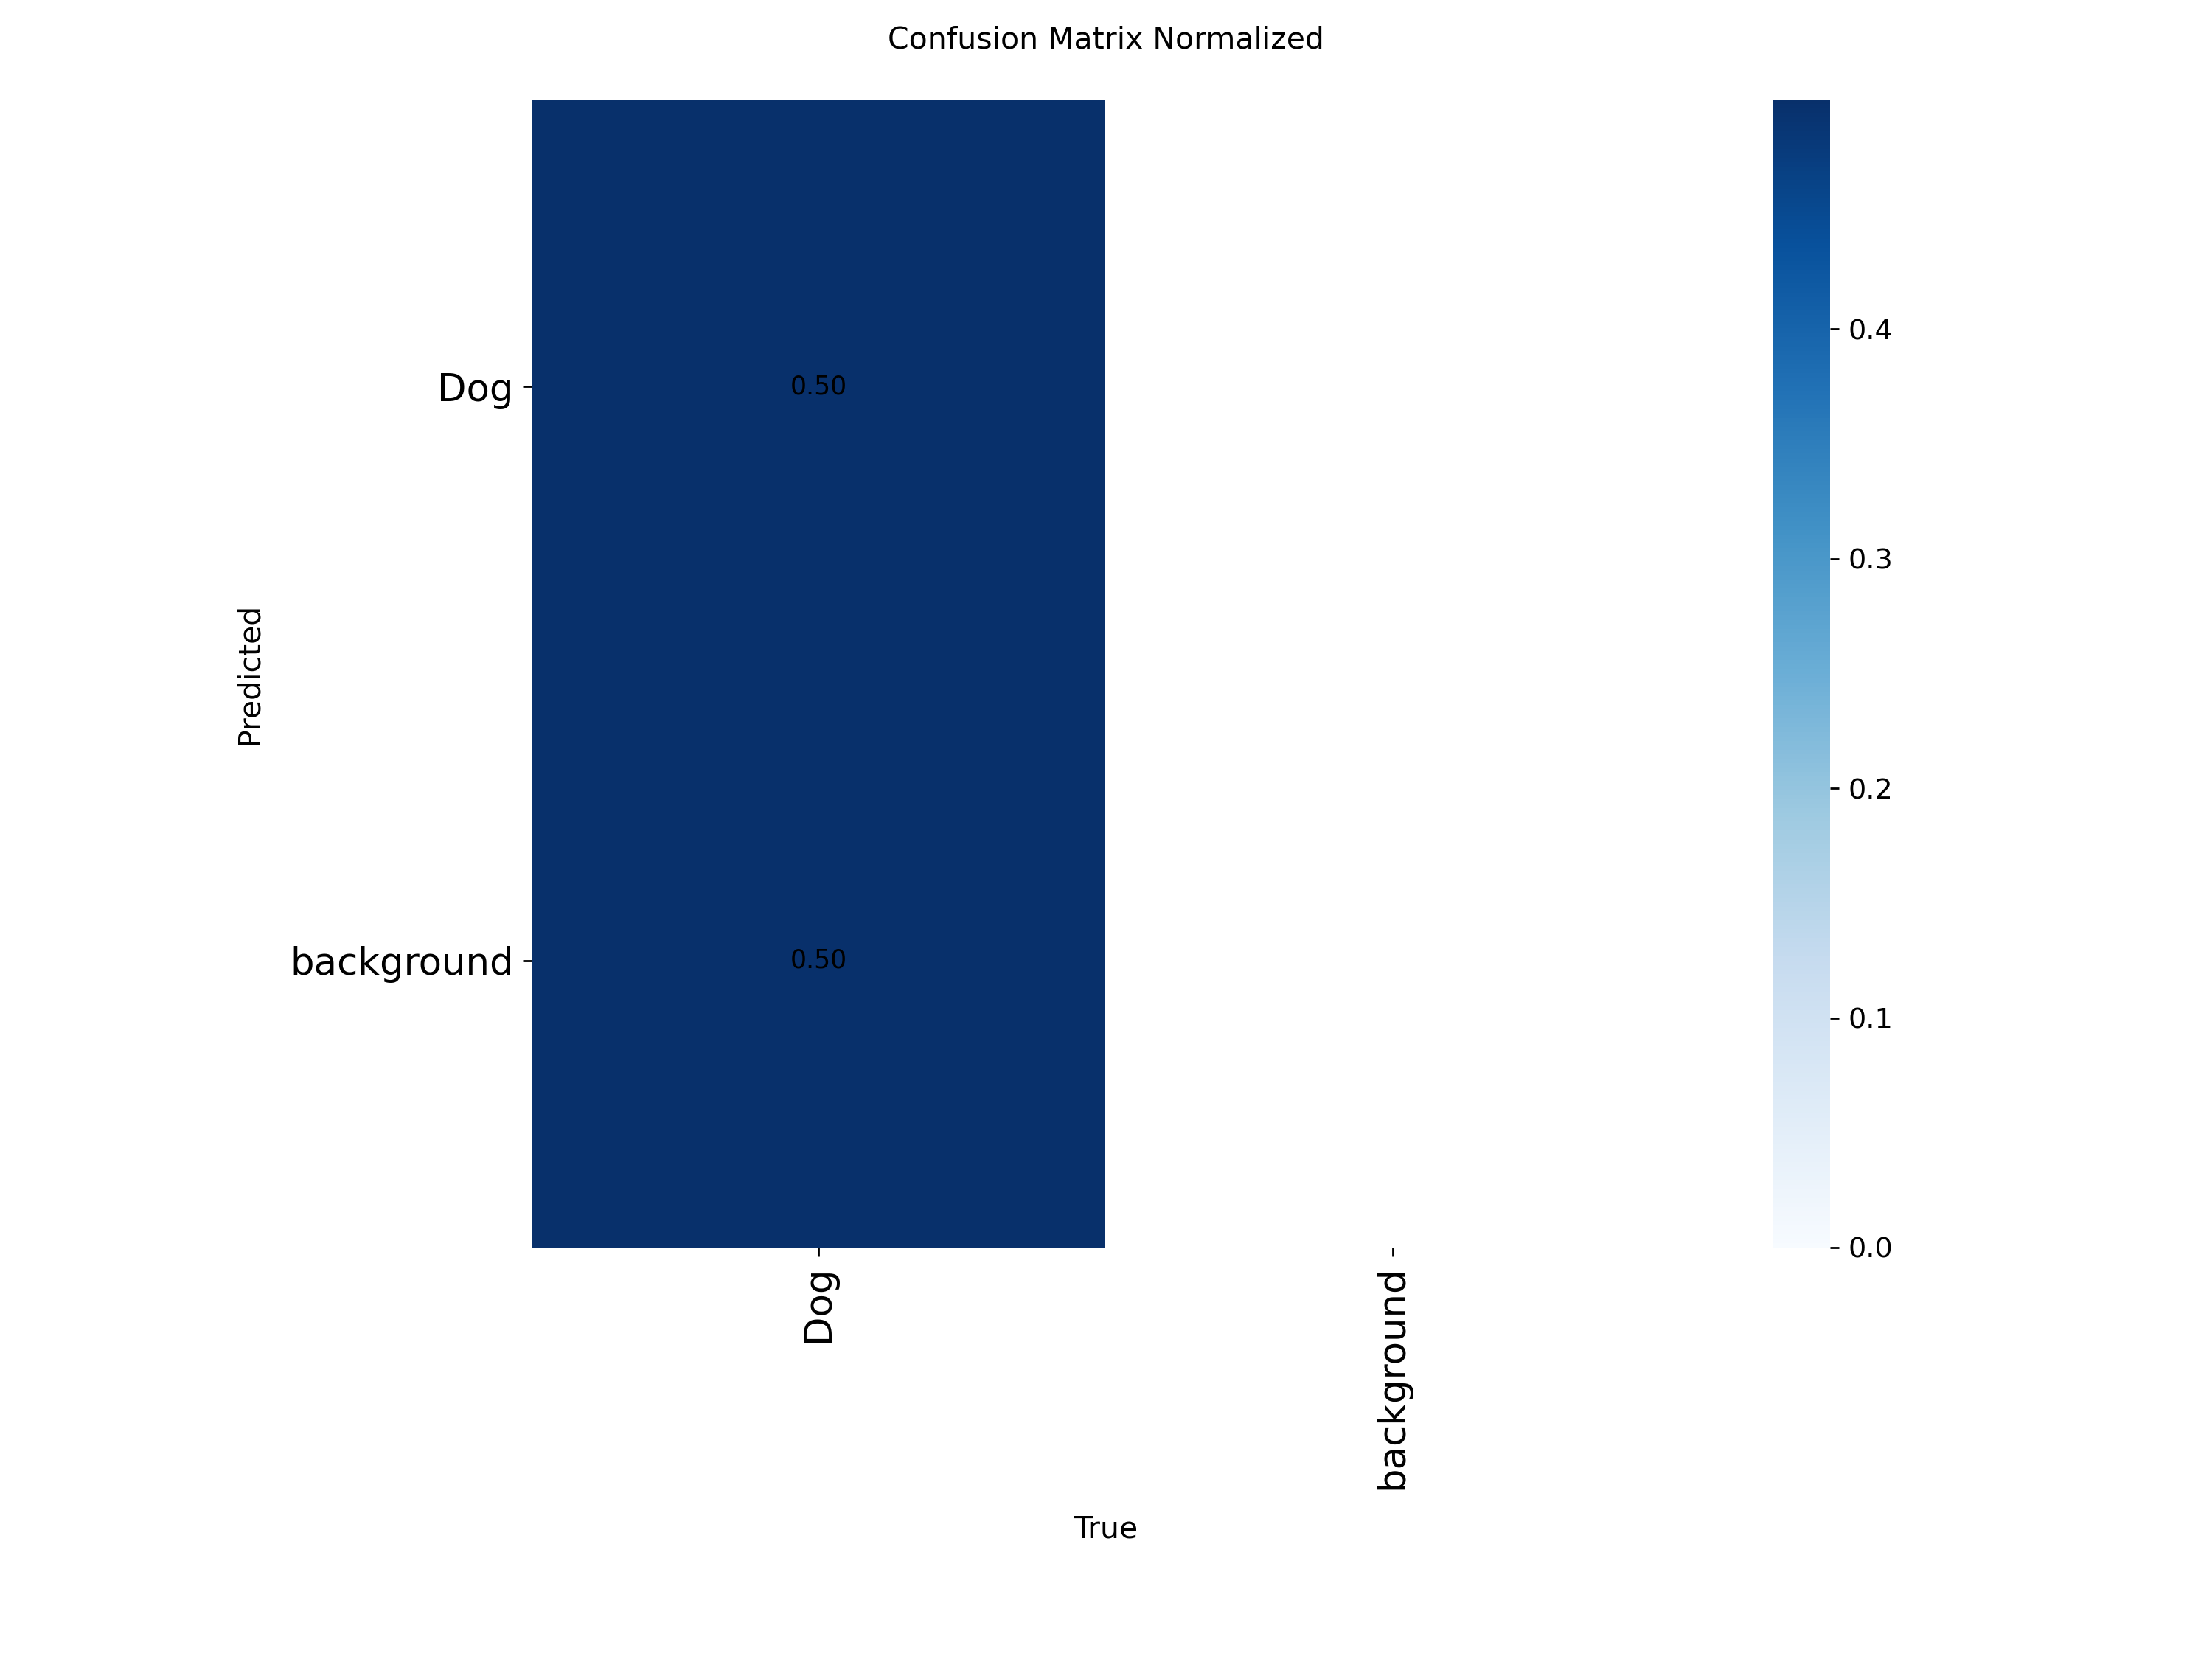 Confusion Matrix Normalized
Dog
0.50
background
0.50
Predicted
Dog
background
True
0.4
0.3
0.2
0.1
0.0